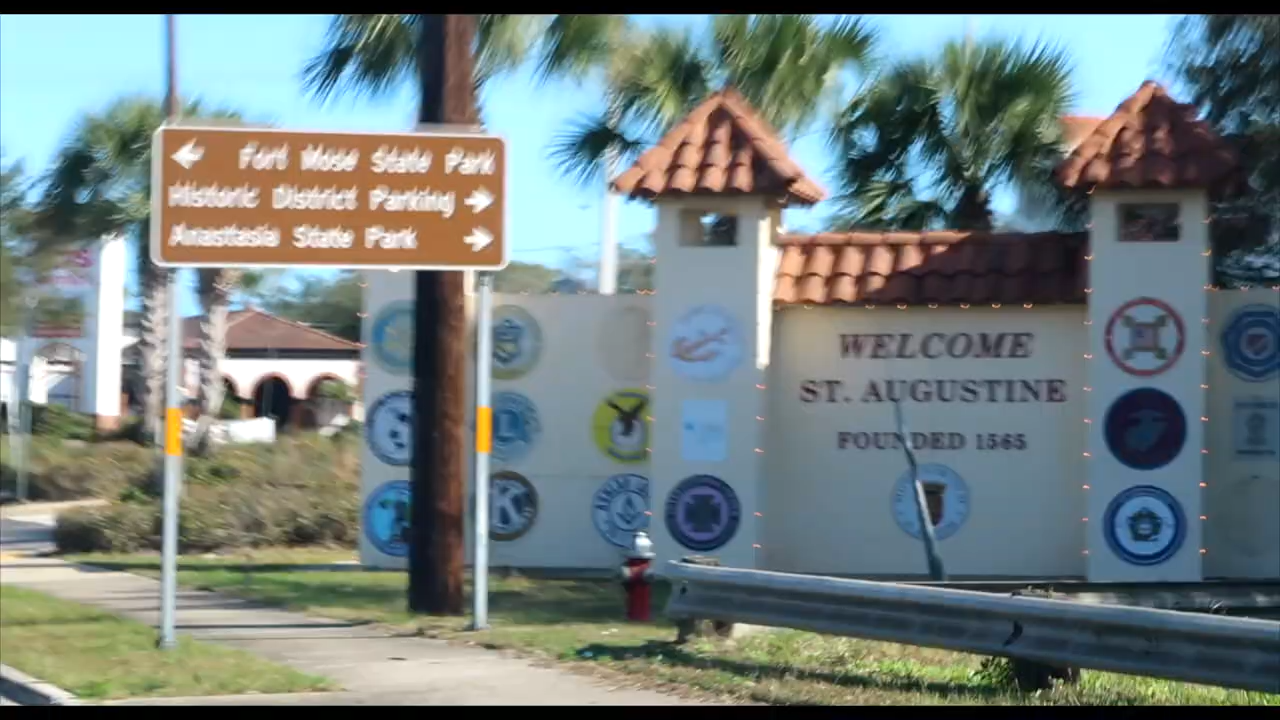 Fort Mose State Park
Historic District Parking
Anastasia State Park
WELCOME
ST. AUGUSTINE
FOUNDED 1565